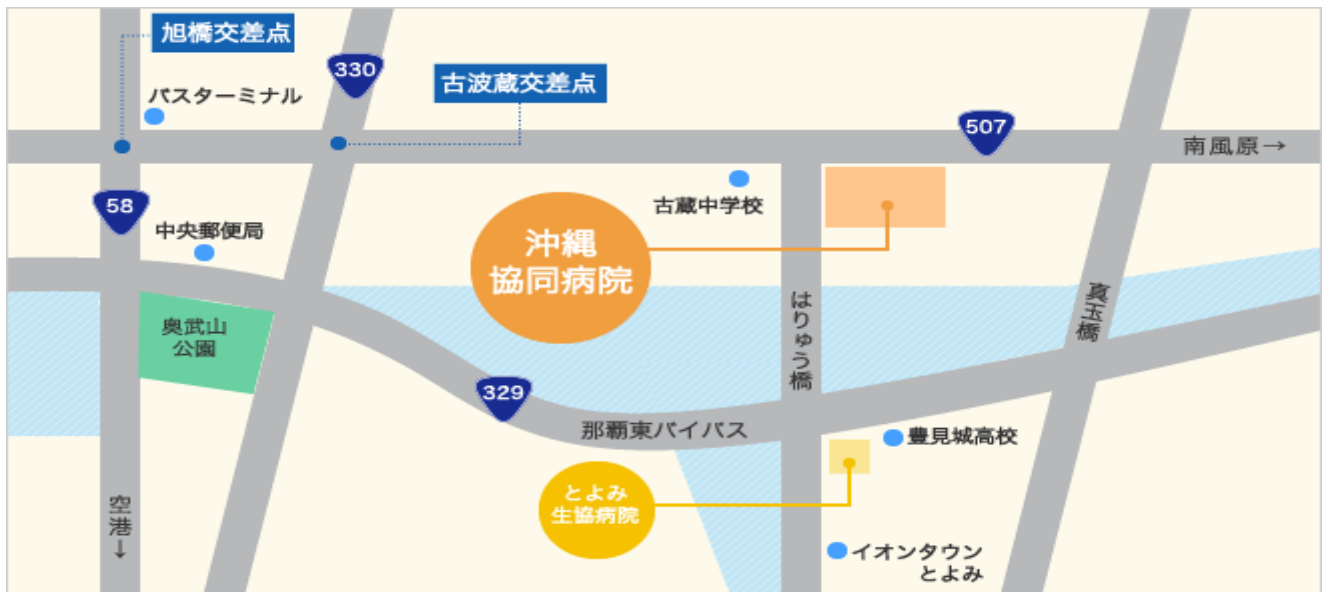 旭橋交差点
330
古波蔵交差点
バスターミナル
507
南風原→
58
中央郵便局
古蔵中学校
沖縄
協同病院
奥武山
公園
はりゅう橋
真玉橋
329
那覇東バイパス
豊見城高校
とよみ
生協病院
空港↓
イオンタウン
とよみ